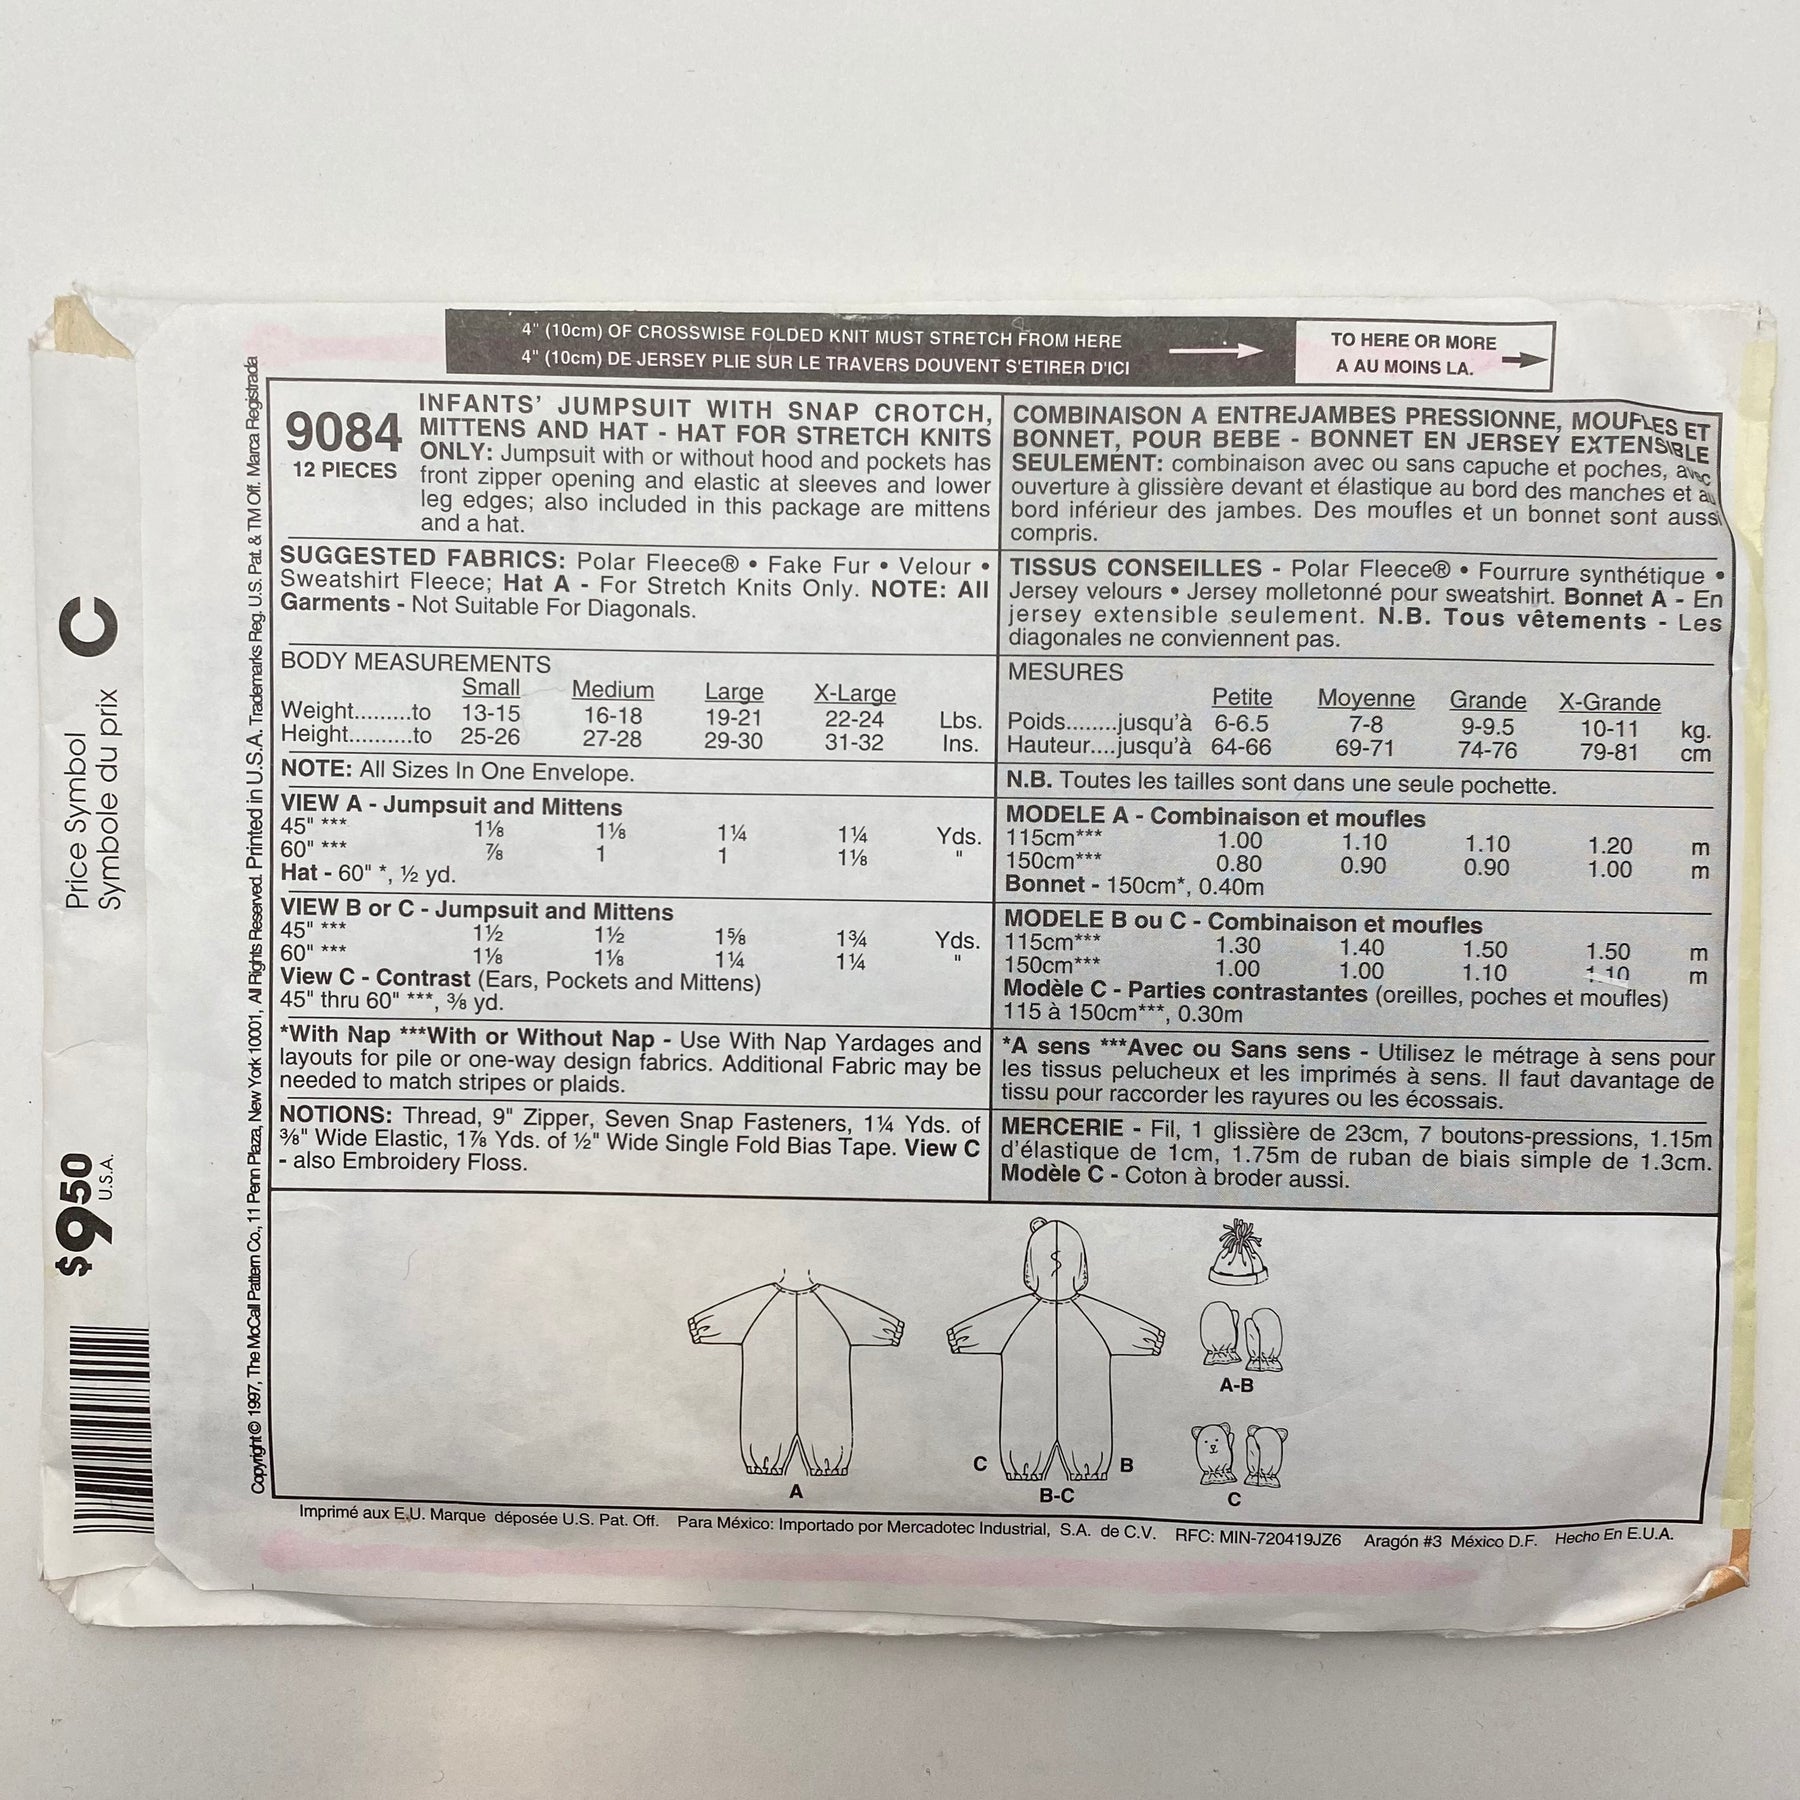 4" (10cm) OF CROSSWISE FOLDED KNIT MUST STRETCH FROM HERE
4" (10cm) DE JERSEY PLIE SUR LE TRAVERS DOUVENT S'ETIRER D'ICI
TO HERE OR MORE
A AU MOINS LA.
9084
12 PIECES
INFANTS' JUMPSUIT WITH SNAP CROTCH,
MITTENS AND HAT - HAT FOR STRETCH KNITS
ONLY: Jumpsuit with or without hood and pockets has
front zipper opening and elastic at sleeves and lower
leg edges; also included in this package are mittens
and a hat.
SUGGESTED FABRICS: Polar Fleece® • Fake Fur • Velour •
Sweatshirt Fleece; Hat A - For Stretch Knits Only. NOTE: All
Garments - Not Suitable For Diagonals.
BODY MEASUREMENTS
Small Medium Large X-Large
Weight.........to 13-15 16-18 19-21 22-24 Lbs.
Height..........to 25-26 27-28 29-30 31-32 Ins.
NOTE: All Sizes In One Envelope.
VIEW A - Jumpsuit and Mittens
45" *** 1⅛ 1⅛ 1¼ 1¼ Yds.
60" *** ⅞ 1 1 1⅛ "
Hat - 60" *, ½ yd.
VIEW B or C - Jumpsuit and Mittens
45" *** 1½ 1½ 1⅝ 1¾ Yds.
60" *** 1⅛ 1⅛ 1¼ 1¼ "
View C - Contrast (Ears, Pockets and Mittens)
45" thru 60" ***, ⅜ yd.
*With Nap ***With or Without Nap - Use With Nap Yardages and
layouts for pile or one-way design fabrics. Additional Fabric may be
needed to match stripes or plaids.
NOTIONS: Thread, 9" Zipper, Seven Snap Fasteners, 1¼ Yds. of
⅜" Wide Elastic, 1⅞ Yds. of ½" Wide Single Fold Bias Tape. View C
- also Embroidery Floss.
COMBINAISON A ENTREJAMBES PRESSIONNE, MOUFLES ET
BONNET, POUR BEBE - BONNET EN JERSEY EXTENSIBLE
SEULEMENT: combinaison avec ou sans capuche et poches, avec
ouverture à glissière devant et élastique au bord des manches et au
bord inférieur des jambes. Des moufles et un bonnet sont aussi
compris.
TISSUS CONSEILLES - Polar Fleece® • Fourrure synthétique •
Jersey velours • Jersey molletonné pour sweatshirt. Bonnet A - En
jersey extensible seulement. N.B. Tous vêtements - Les
diagonales ne conviennent pas.
MESURES
Petite Moyenne Grande X-Grande
Poids........jusqu'à 6-6.5 7-8 9-9.5 10-11 kg.
Hauteur....jusqu'à 64-66 69-71 74-76 79-81 cm
N.B. Toutes les tailles sont dans une seule pochette.
MODELE A - Combinaison et moufles
115cm*** 1.00 1.10 1.10 1.20 m
150cm*** 0.80 0.90 0.90 1.00 m
Bonnet - 150cm*, 0.40m
MODELE B ou C - Combinaison et moufles
115cm*** 1.30 1.40 1.50 1.50 m
150cm*** 1.00 1.00 1.10 1.10 m
Modèle C - Parties contrastantes (oreilles, poches et moufles)
115 à 150cm***, 0.30m
*A sens ***Avec ou Sans sens - Utilisez le métrage à sens pour
les tissus pelucheux et les imprimés à sens. Il faut davantage de
tissu pour raccorder les rayures ou les écossais.
MERCERIE - Fil, 1 glissière de 23cm, 7 boutons-pressions, 1.15m
d'élastique de 1cm, 1.75m de ruban de biais simple de 1.3cm.
Modèle C - Coton à broder aussi.
A
C
B
B-C
A-B
C
Imprimé aux E.U. Marque déposée U.S. Pat. Off. Para México: Importado por Mercadotec Industrial, S.A. de C.V. RFC: MIN-720419JZ6 Aragón #3 México D.F. Hecho En E.U.A.
Copyright © 1997, The McCall Pattern Co., 11 Penn Plaza, New York 10001, All Rights Reserved. Printed in U.S.A. Trademarks Reg. U.S. Pat. & TM Off. Marca Registrada
Price Symbol
Symbole du prix
C
$950
U.S.A.